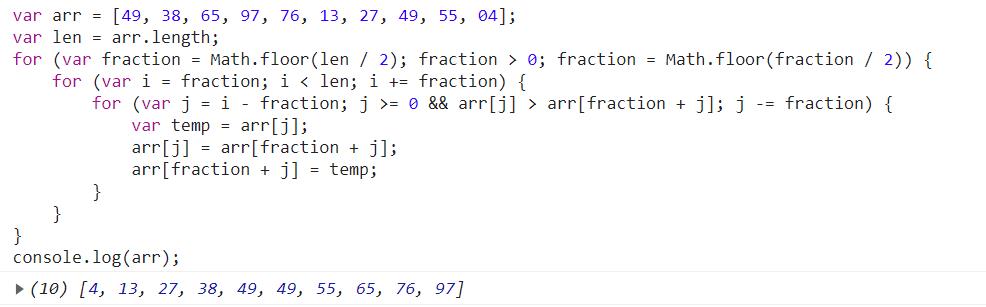 var arr = [49, 38, 65, 97, 76, 13, 27, 49, 55, 04];
var len = arr.length;
for (var fraction = Math.floor(len / 2); fraction > 0; fraction = Math.floor(fraction / 2)) {
    for (var i = fraction; i < len; i += fraction) {
        for (var j = i - fraction; j >= 0 && arr[j] > arr[fraction + j]; j -= fraction) {
            var temp = arr[j];
            arr[j] = arr[fraction + j];
            arr[fraction + j] = temp;
        }
    }
}
console.log(arr);
▶ (10) [4, 13, 27, 38, 49, 49, 55, 65, 76, 97]